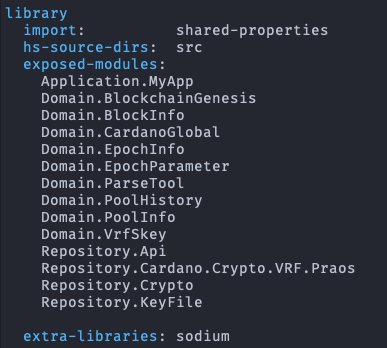 library
  import:          shared-properties
  hs-source-dirs:  src
  exposed-modules:
    Application.MyApp
    Domain.BlockchainGenesis
    Domain.BlockInfo
    Domain.CardanoGlobal
    Domain.EpochInfo
    Domain.EpochParameter
    Domain.ParseTool
    Domain.PoolHistory
    Domain.PoolInfo
    Domain.VrfSkey
    Repository.Api
    Repository.Cardano.Crypto.VRF.Praos
    Repository.Crypto
    Repository.KeyFile
  extra-libraries: sodium